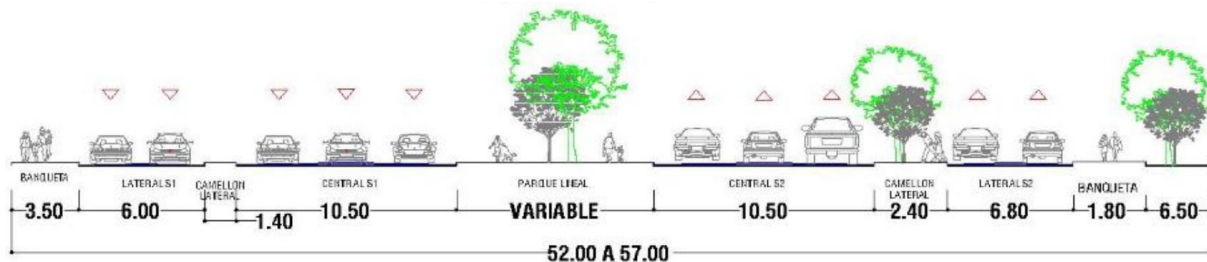 BANQUETA
LATERAL S1
CAMELLON
LATERAL
CENTRAL S1
PARQUE LINEAL
CENTRAL S2
CAMELLON
LATERAL
LATERAL S2
BANQUETA
3.50
6.00
1.40
10.50
VARIABLE
10.50
2.40
6.80
1.80
6.50
52.00 A 57.00